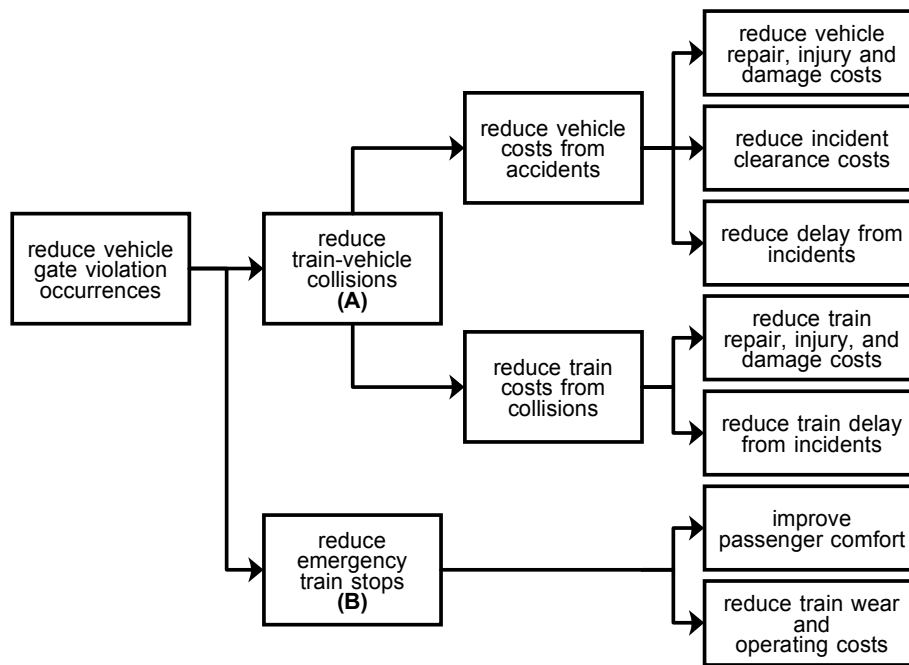 reduce vehicle
gate violation
occurrences
reduce
train-vehicle
collisions
(A)
reduce
emergency
train stops
(B)
reduce vehicle
costs from
accidents
reduce train
costs from
collisions
reduce vehicle
repair, injury and
damage costs
reduce incident
clearance costs
reduce delay from
incidents
reduce train
repair, injury, and
damage costs
reduce train delay
from incidents
improve
passenger comfort
reduce train wear
and
operating costs